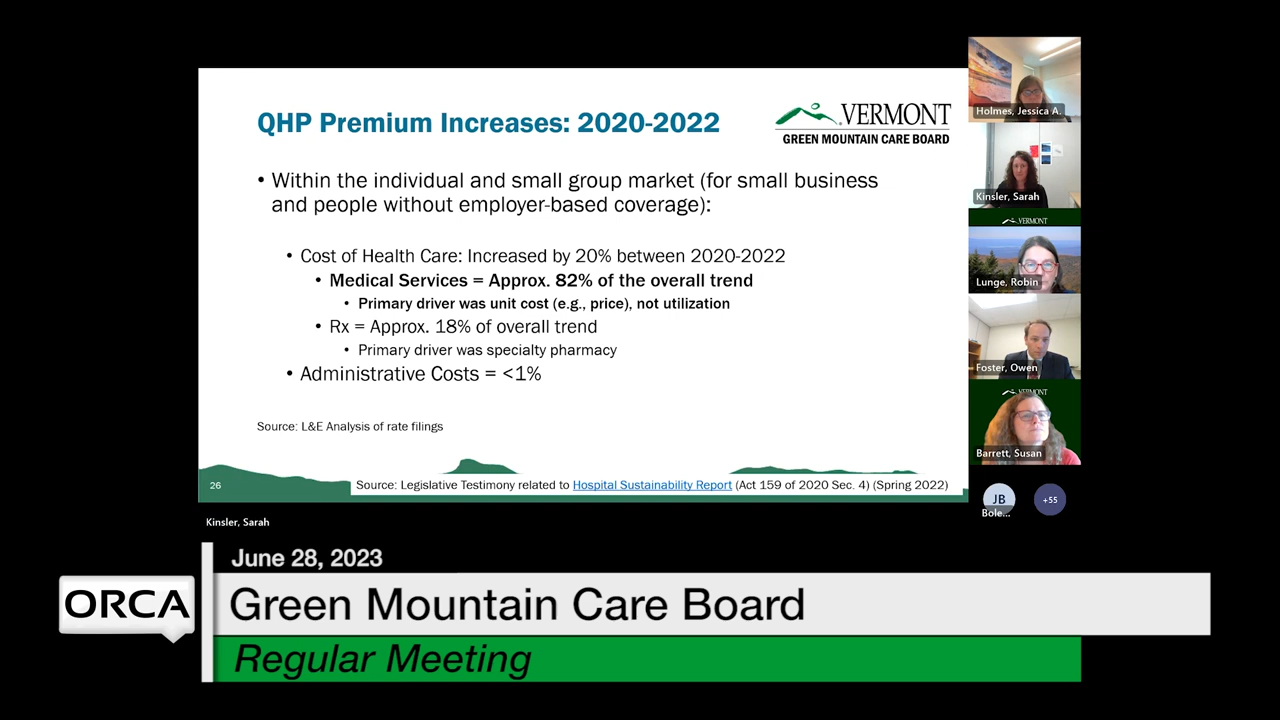 QHP Premium Increases: 2020-2022
VERMONT
GREEN MOUNTAIN CARE BOARD
• Within the individual and small group market (for small business
and people without employer-based coverage):
• Cost of Health Care: Increased by 20% between 2020-2022
• Medical Services = Approx. 82% of the overall trend
• Primary driver was unit cost (e.g., price), not utilization
• Rx = Approx. 18% of overall trend
• Primary driver was specialty pharmacy
• Administrative Costs = <1%
Source: L&E Analysis of rate filings
26
Source: Legislative Testimony related to Hospital Sustainability Report (Act 159 of 2020 Sec. 4) (Spring 2022)
Holmes, Jessica A.
Kinsler, Sarah
VERMONT
Lunge, Robin
Foster, Owen
VERMONT
Barrett, Susan
JB
Bole...
+55
Kinsler, Sarah
June 28, 2023
ORCA
Green Mountain Care Board
Regular Meeting